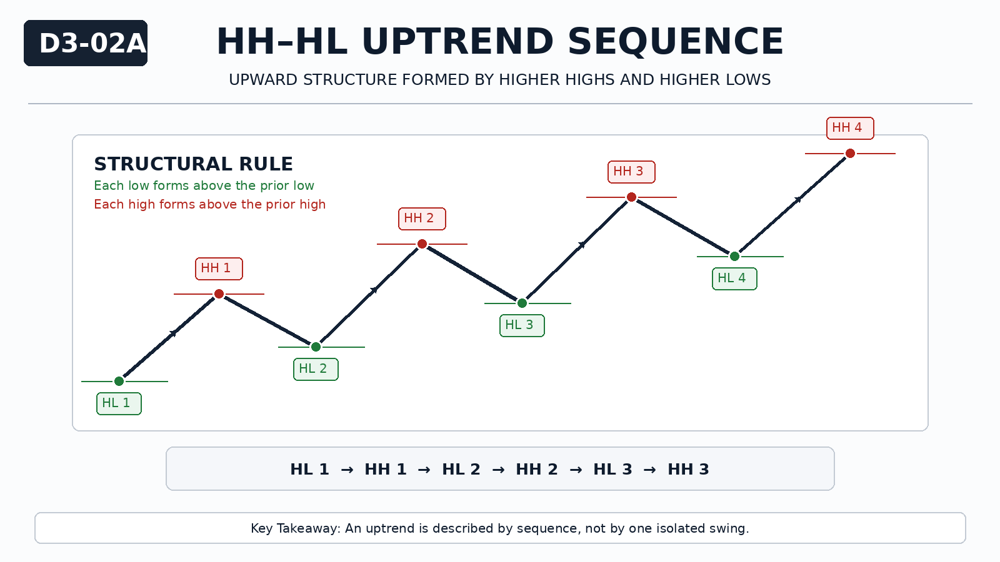 D3-02A
HH–HL UPTREND SEQUENCE
UPWARD STRUCTURE FORMED BY HIGHER HIGHS AND HIGHER LOWS
STRUCTURAL RULE
Each low forms above the prior low
Each high forms above the prior high
HL 1
HH 1
HL 2
HH 2
HL 3
HH 3
HL 4
HH 4
HL 1 → HH 1 → HL 2 → HH 2 → HL 3 → HH 3
Key Takeaway: An uptrend is described by sequence, not by one isolated swing.